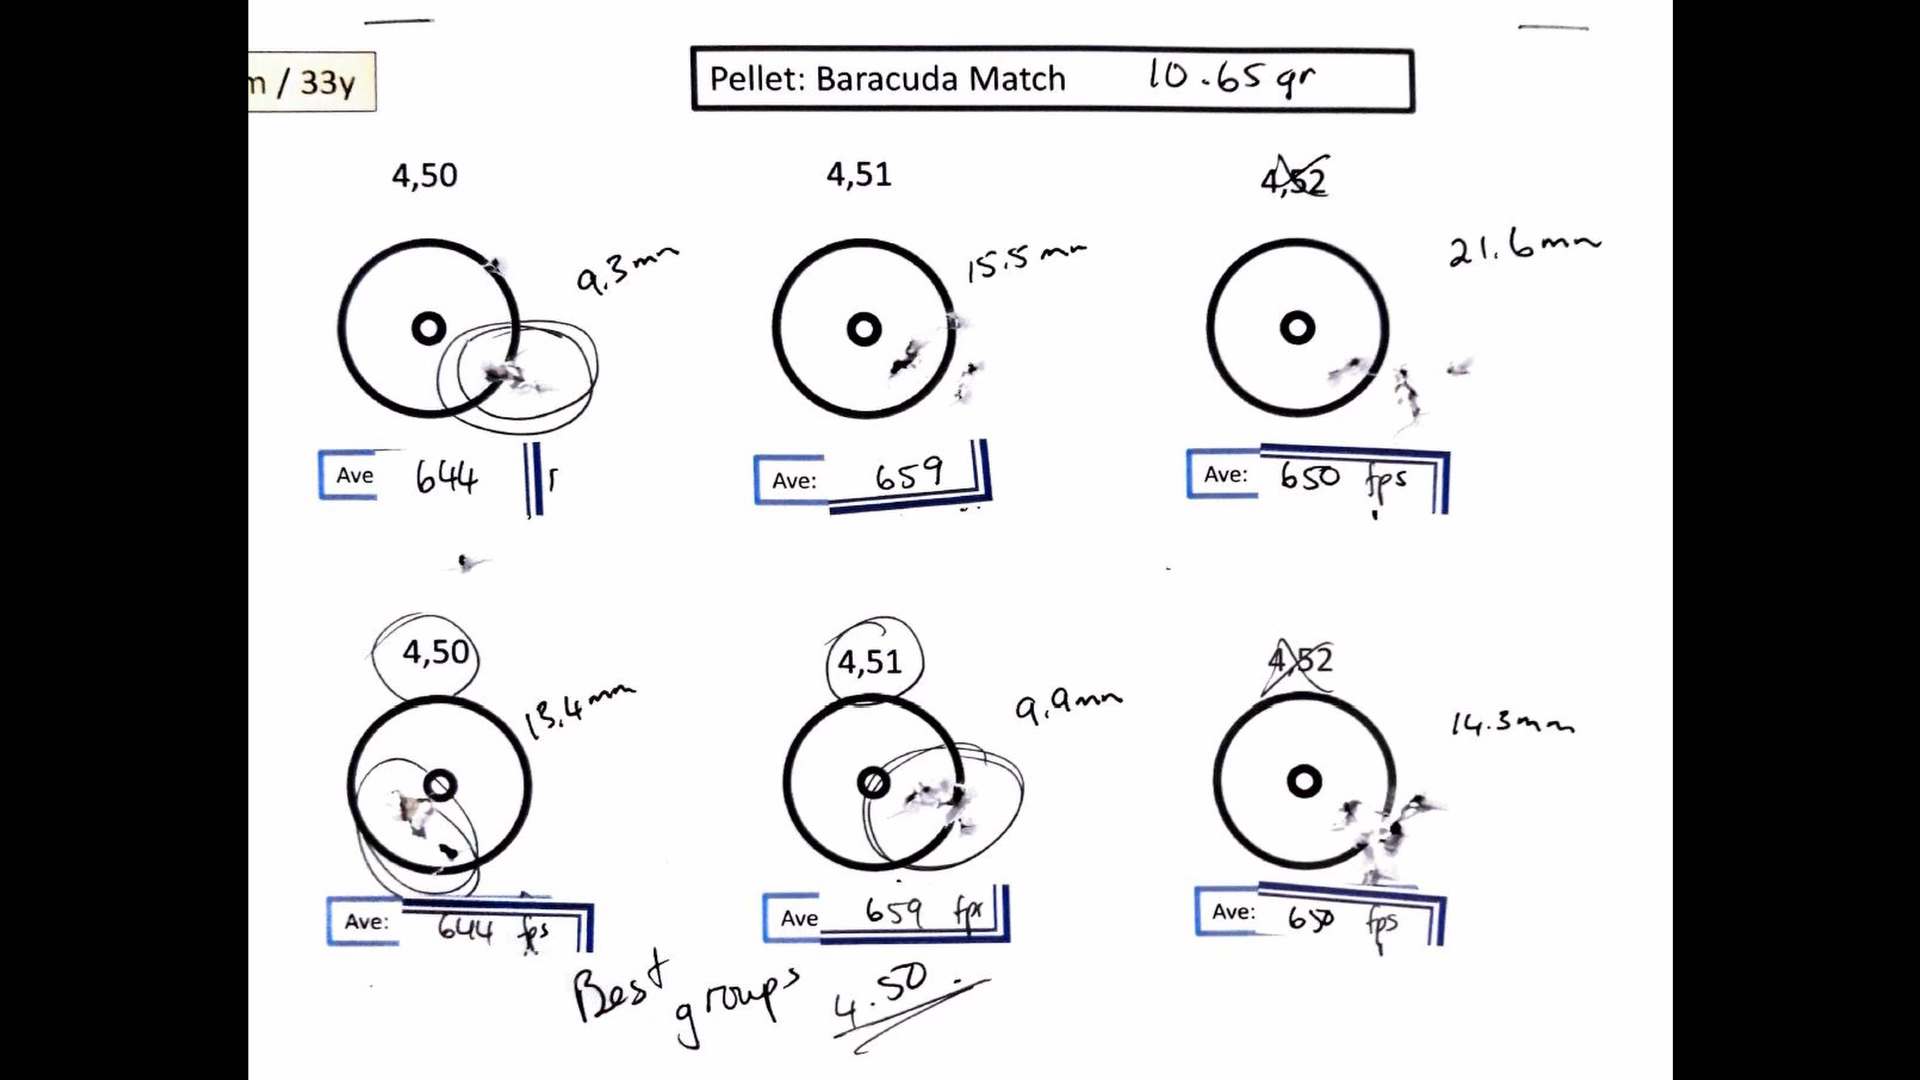 m / 33y
Pellet: Baracuda Match 10.65 gr
4,50 4,51 4,52
9.3mm 15.5mm 21.6mm
Ave 644
Ave: 659
Ave: 650 fps
4,50 4,51 4,52
13.4mm 9.9mm 14.3mm
Ave: 644 fps
Ave 659 fps
Ave: 650 fps
Best groups 4.50